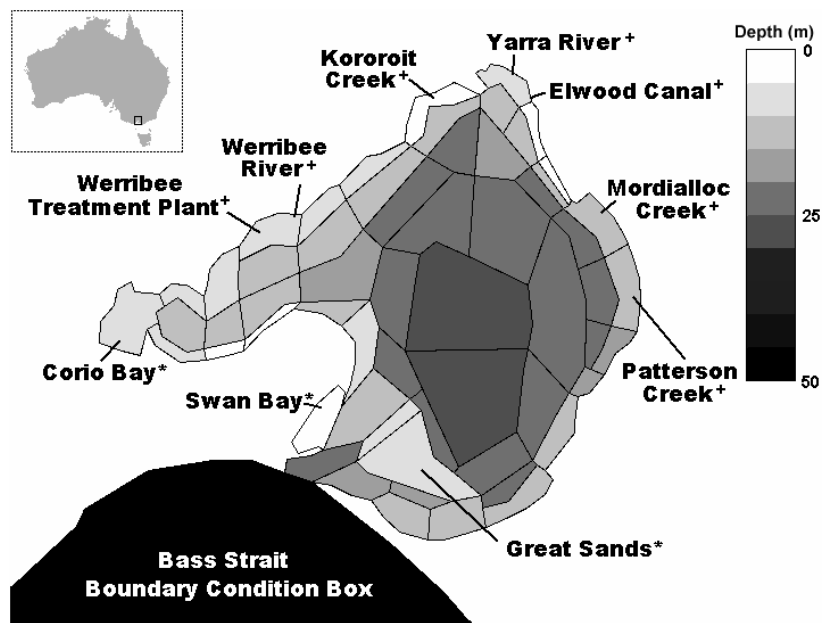 Depth (m)
0
25
50
Yarra River+
Kororoit
Creek+
Elwood Canal+
Werribee
River+
Werribee
Treatment Plant+
Mordialloc
Creek+
Corio Bay*
Swan Bay*
Patterson
Creek+
Great Sands*
Bass Strait
Boundary Condition Box